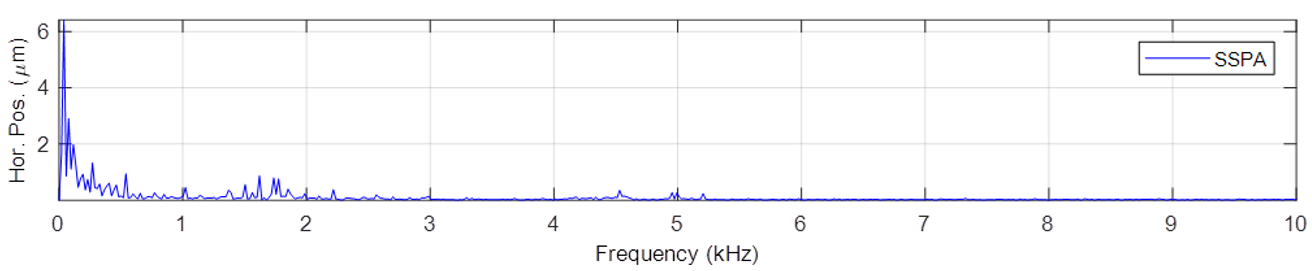 6
4
2
Hor. Pos. (μm)
SSPA
0 1 2 3 4 5 6 7 8 9 10
Frequency (kHz)